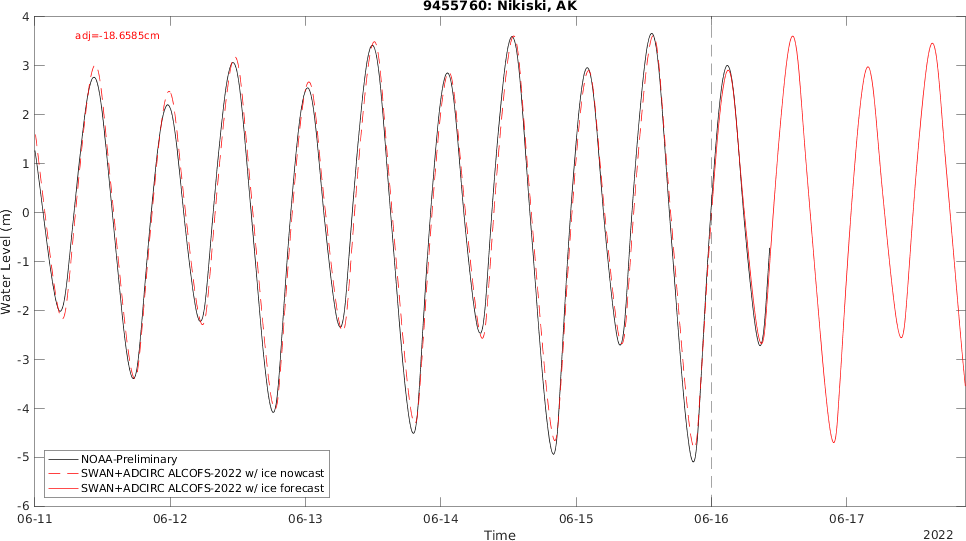 9455760: Nikiski, AK
adj=-18.6585cm
4
3
2
1
0
-1
-2
-3
-4
-5
-6
Water Level (m)
NOAA-Preliminary
SWAN+ADCIRC ALCOFS-2022 w/ ice nowcast
SWAN+ADCIRC ALCOFS-2022 w/ ice forecast
06-11 06-12 06-13 06-14 06-15 06-16 06-17
Time
2022